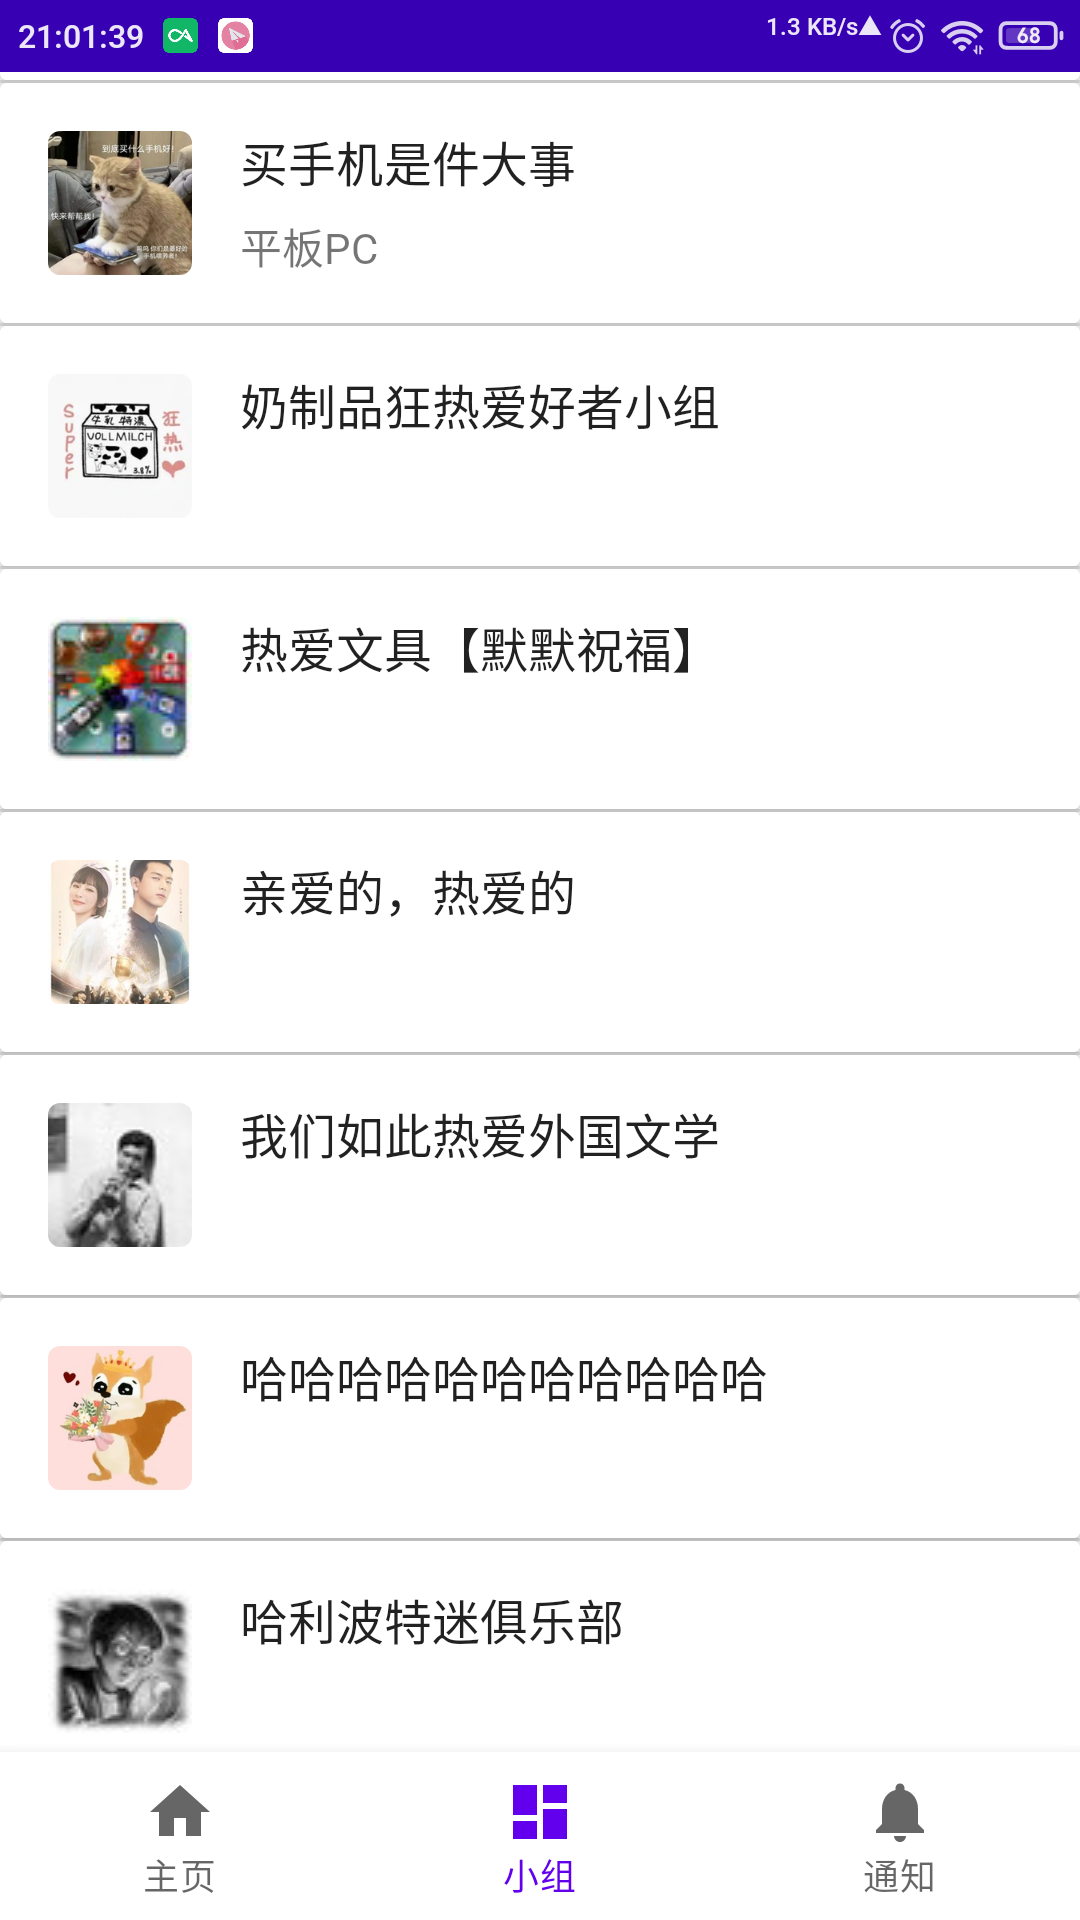 21:01:39
1.3 KB/s
68
到底买什么手机好!
快来帮帮我!
买手机是件大事
平板PC
super
牛乳 特濃
VOLLMILCH
3.8%
狂热
奶制品狂热爱好者小组
热爱文具【默默祝福】
亲爱的，热爱的
我们如此热爱外国文学
哈哈哈哈哈哈哈哈哈哈哈
哈利波特迷俱乐部
主页
小组
通知